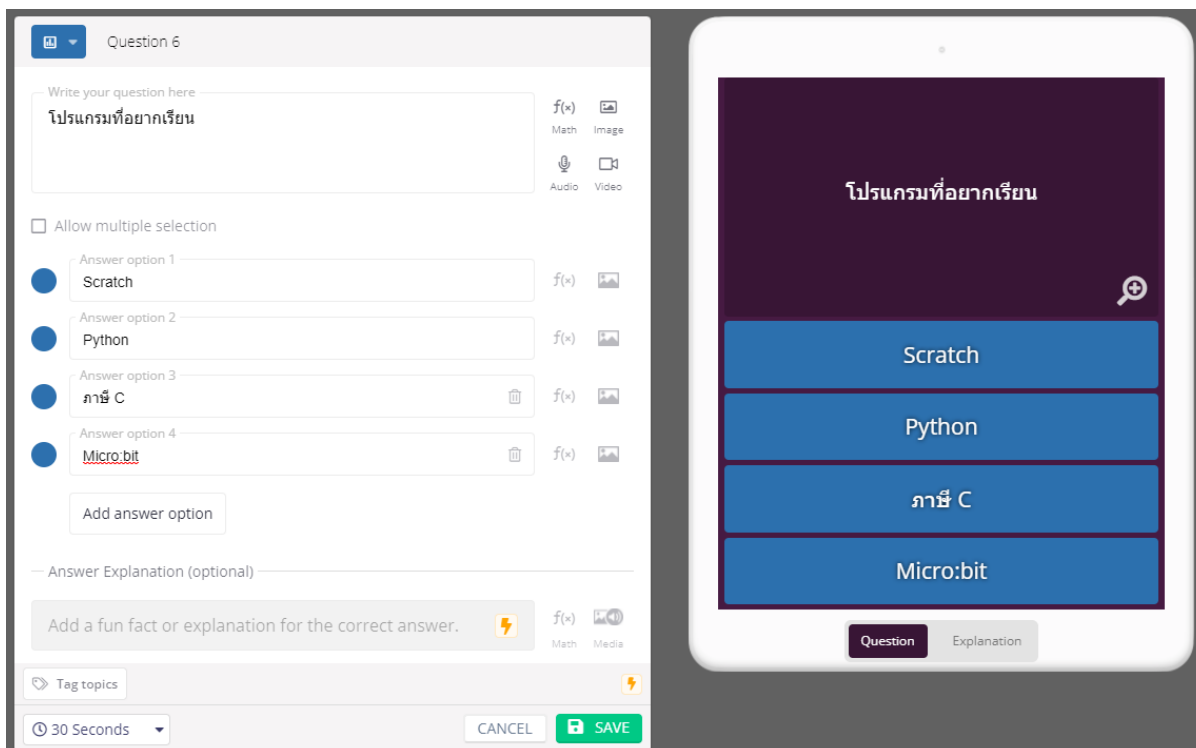 Question 6
Write your question here
โปรแกรมที่อยากเรียน
f(×) Math
Image
Audio
Video
Allow multiple selection
Answer option 1
Scratch
f(×)
Answer option 2
Python
f(×)
Answer option 3
ภาษี C
f(×)
Answer option 4
Micro:bit
f(×)
Add answer option
Answer Explanation (optional)
Add a fun fact or explanation for the correct answer.
f(×) Math
Media
Tag topics
30 Seconds
CANCEL
SAVE
โปรแกรมที่อยากเรียน
Scratch
Python
ภาษี C
Micro:bit
Question
Explanation